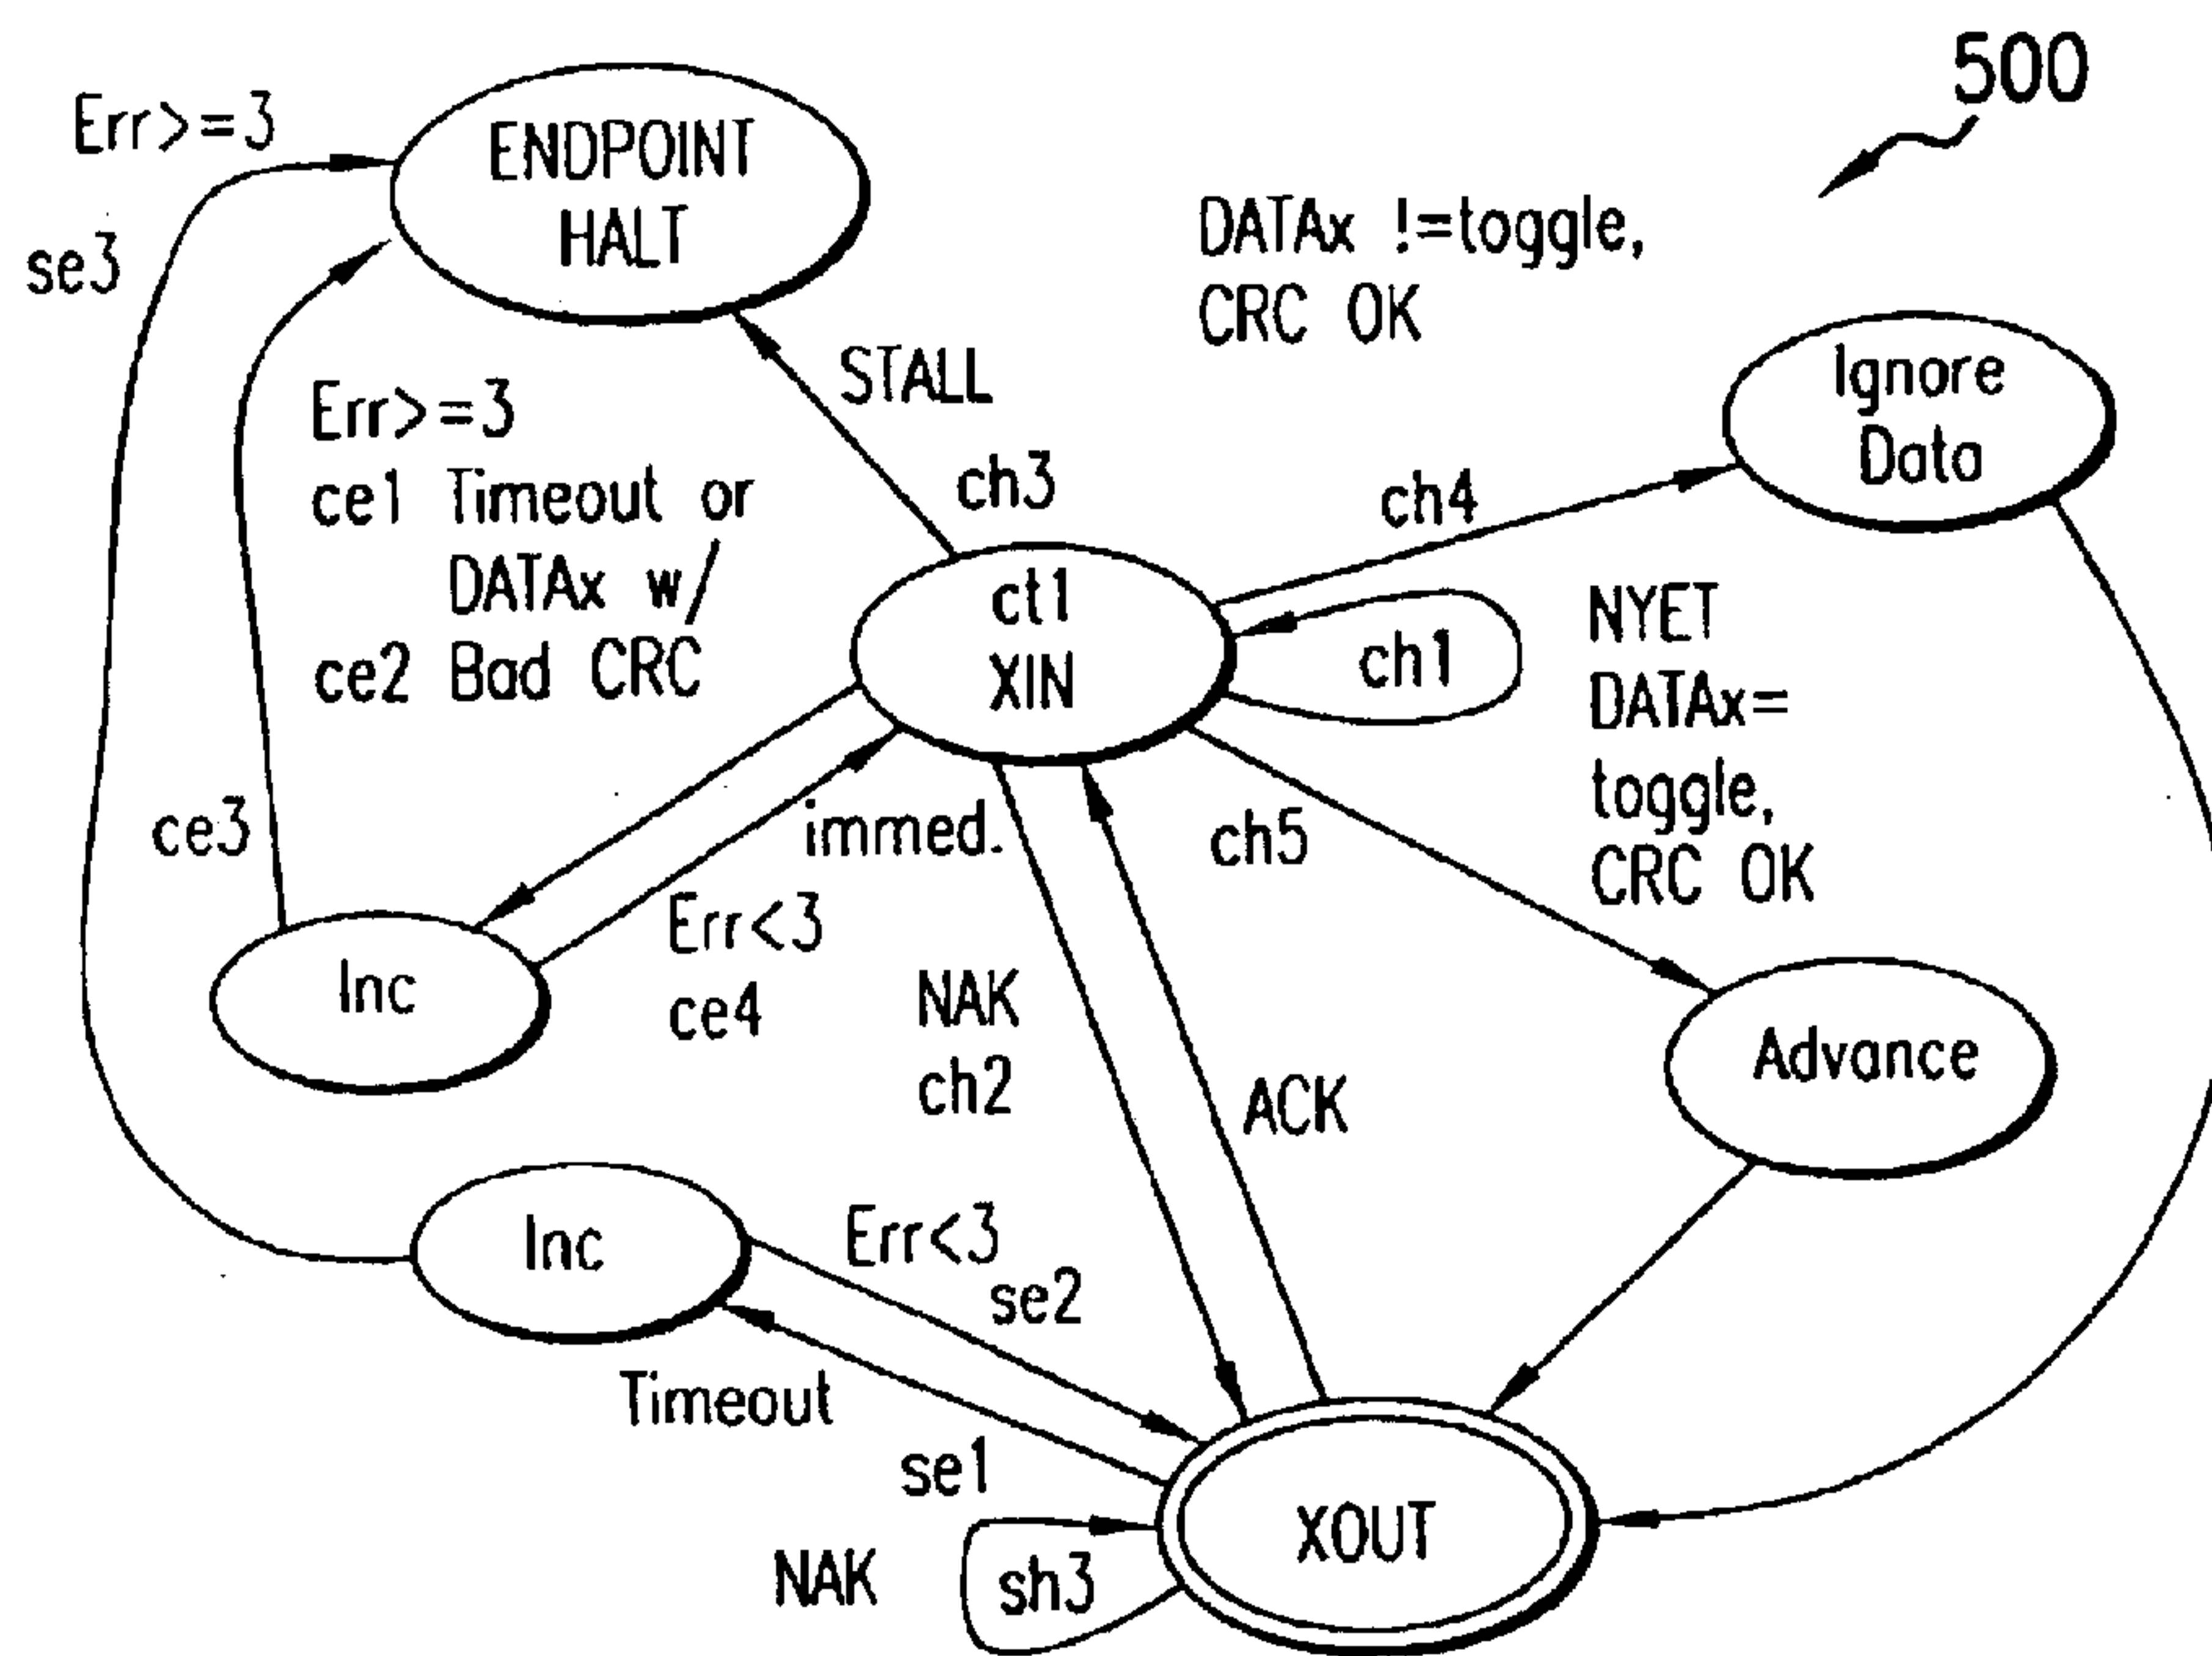 500
Err>=3
ENDPOINT
HALT
se3
DATAx !=toggle,
CRC OK
STALL
Ignore
Data
Err>=3
ce1 Timeout or
DATAx w/
ce2 Bad CRC
ch3
ch4
ct1
XIN
ch1
NYET
DATAx=
toggle,
CRC OK
ce3
immed.
ch5
Err<3
ce4
Inc
NAK
ch2
ACK
Advance
Inc
Err<3
se2
Timeout
se1
XOUT
NAK
sh3